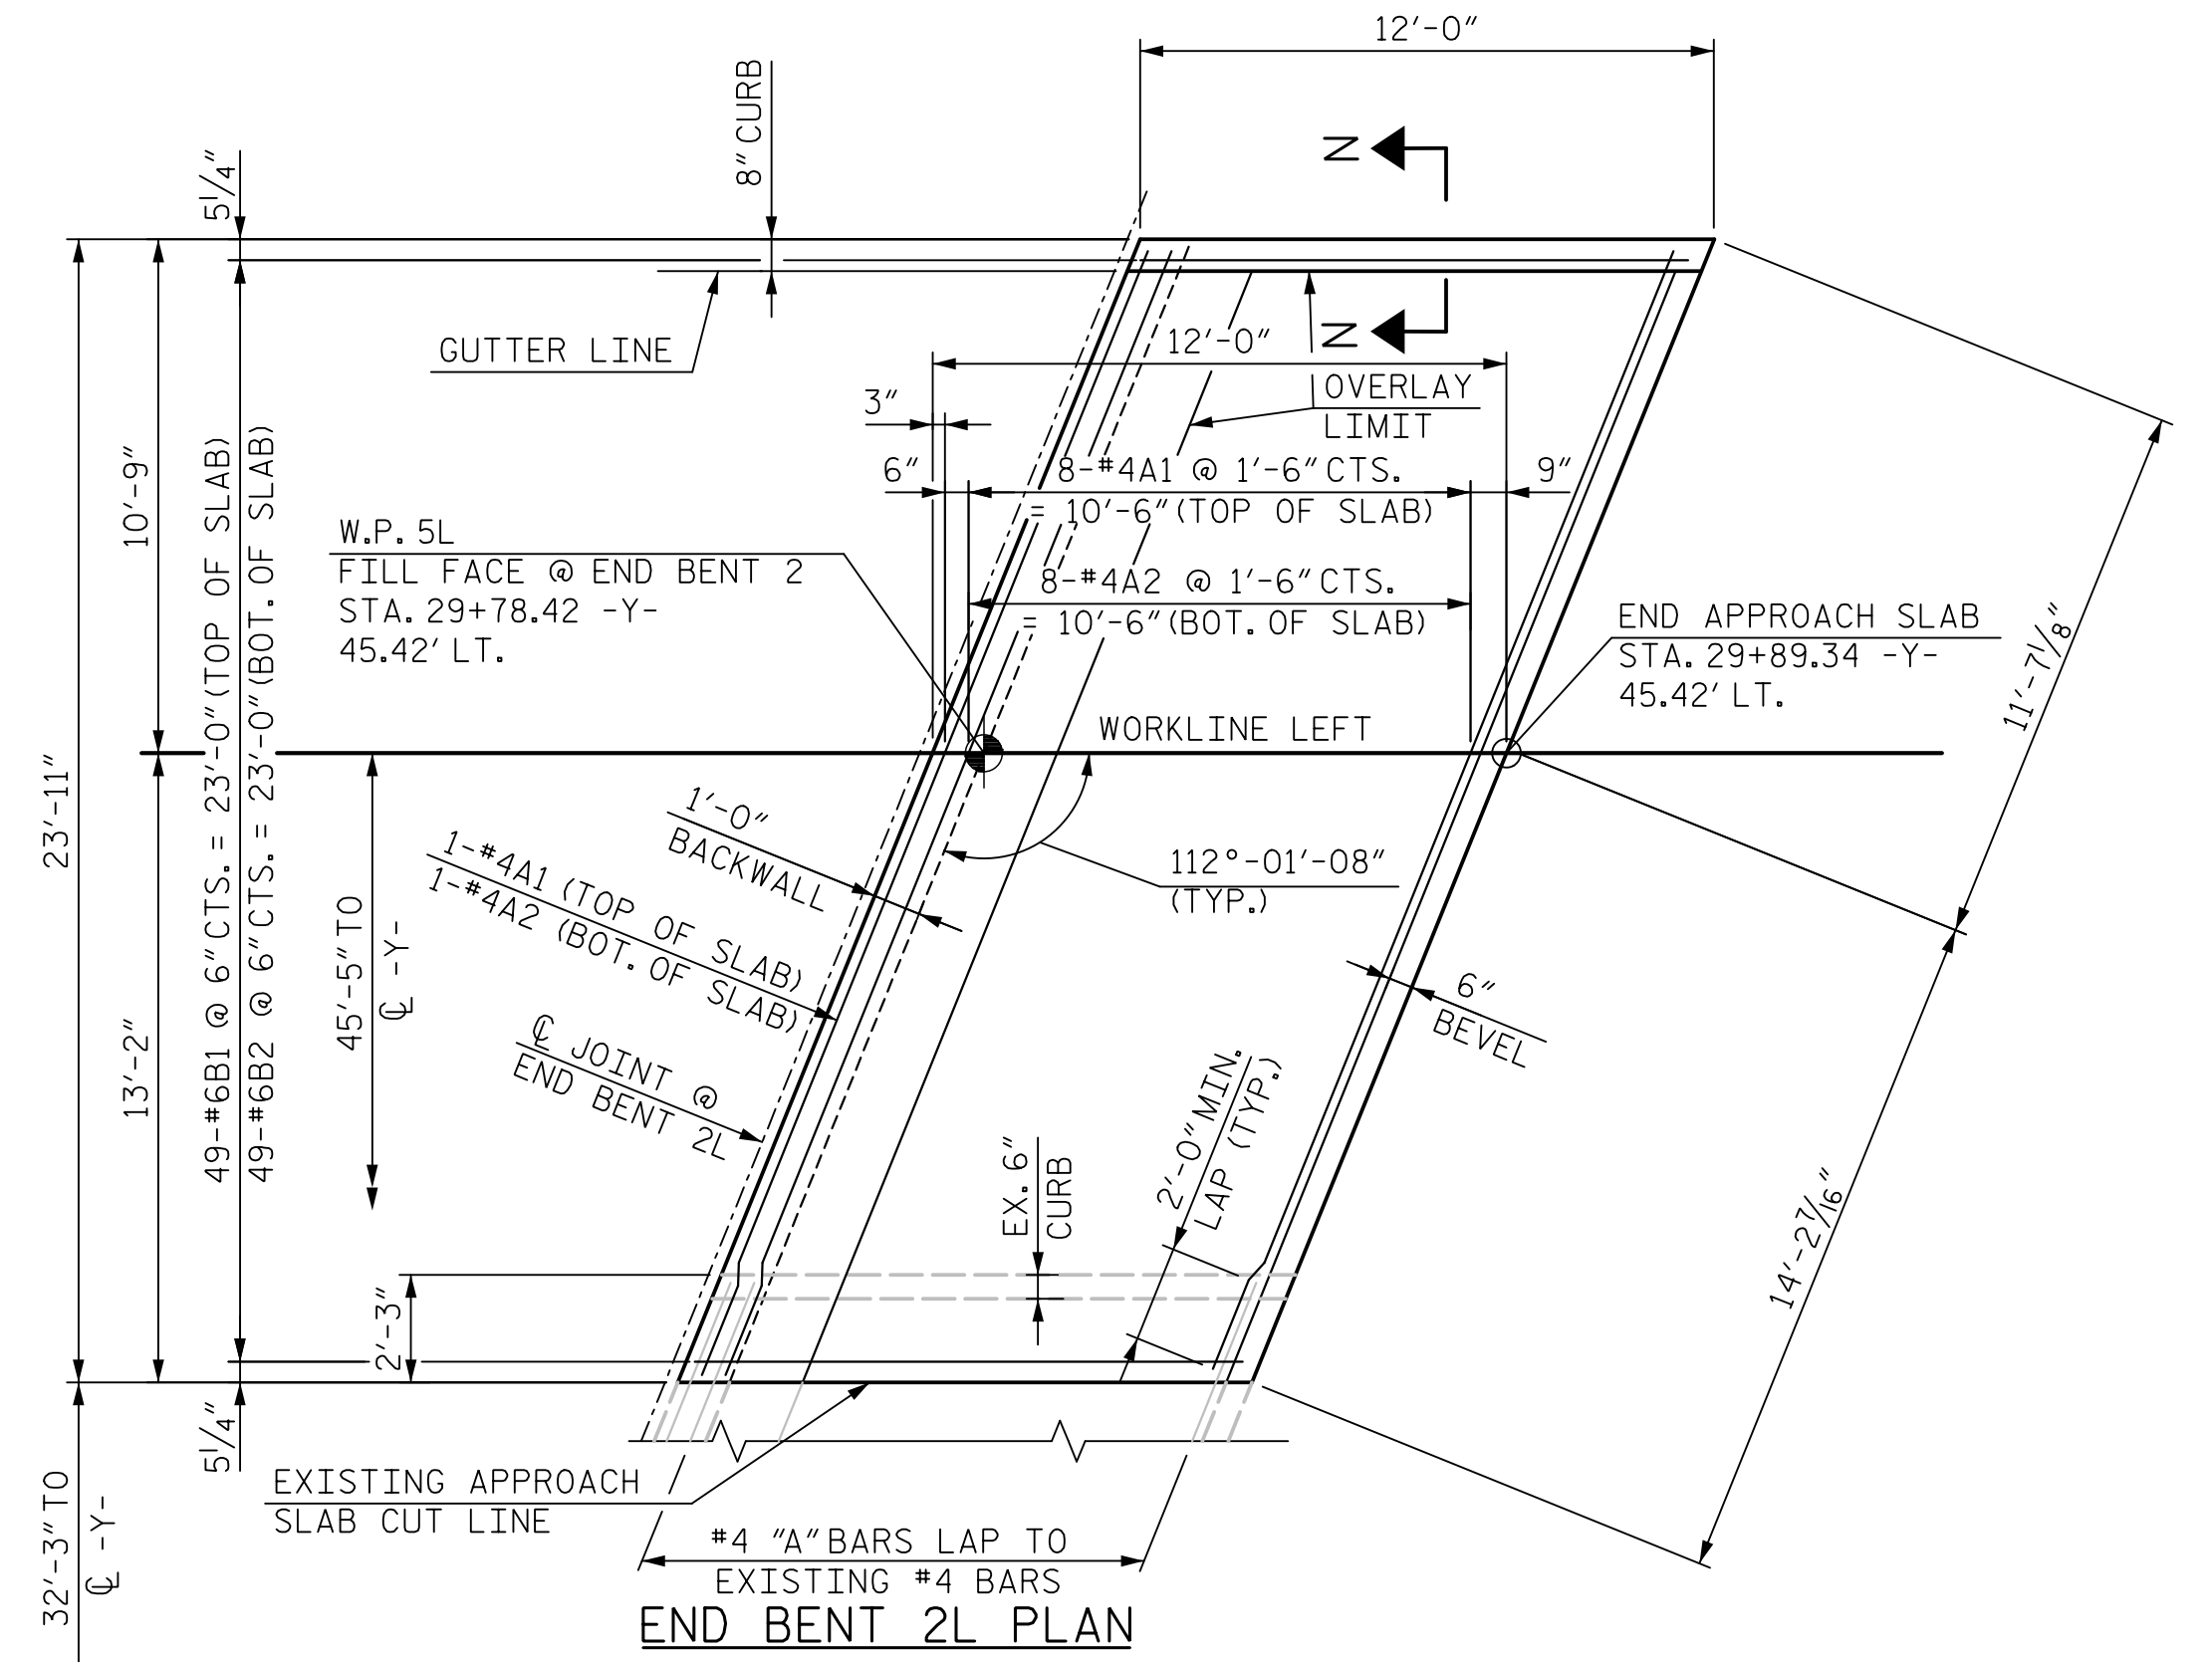 12'-0"
8" CURB
5 1/4"
N
N
GUTTER LINE
12'-0"
3"
OVERLAY
LIMIT
6"
8-#4A1 @ 1'-6" CTS.
= 10'-6" (TOP OF SLAB)
9"
8-#4A2 @ 1'-6" CTS.
= 10'-6" (BOT. OF SLAB)
W.P. 5L
FILL FACE @ END BENT 2
STA. 29+78.42 -Y-
45.42' LT.
END APPROACH SLAB
STA. 29+89.34 -Y-
45.42' LT.
10'-9"
23'-11"
49-#6B1 @ 6" CTS. = 23'-0" (TOP OF SLAB)
49-#6B2 @ 6" CTS. = 23'-0" (BOT. OF SLAB)
11'-7 1/8"
WORKLINE LEFT
1'-0"
BACKWALL
112°-01'-08"
(TYP.)
1-#4A1 (TOP OF SLAB)
1-#4A2 (BOT. OF SLAB)
45'-5" TO
℄ -Y-
13'-2"
6"
BEVEL
℄ JOINT @
END BENT 2L
2'-0" MIN.
LAP (TYP.)
EX. 6"
CURB
14'-2 7/16"
2'-3"
5 1/4"
32'-3" TO
℄ -Y-
EXISTING APPROACH
SLAB CUT LINE
#4 "A" BARS LAP TO
EXISTING #4 BARS
END BENT 2L PLAN